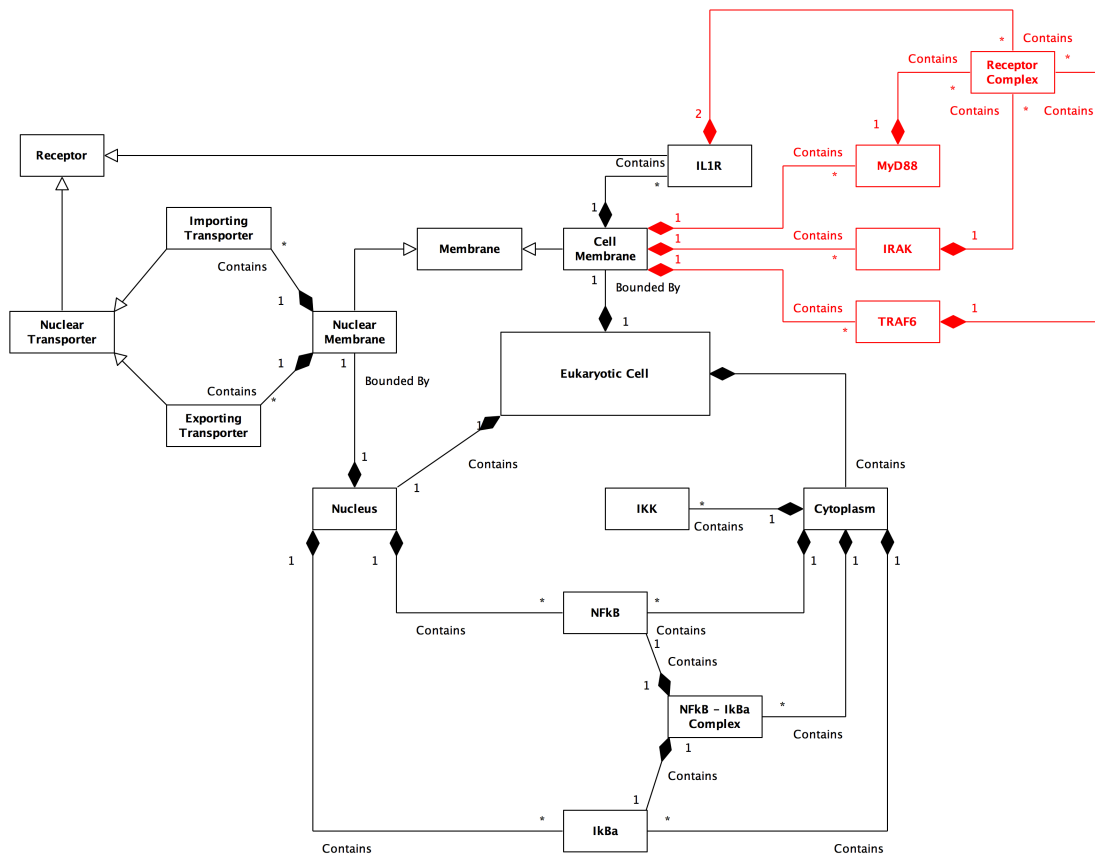 * Contains
Contains * Receptor
Complex
*
Contains * Contains
2 1
Receptor
Contains IL1R Contains MyD88
* *
Importing
Transporter
* 1 1
Membrane Cell
Membrane 1 Contains IRAK 1
Contains 1 *
1 Bounded By
1 Contains TRAF6 1
*
Nuclear
Transporter
Nuclear
Membrane
1 1 1
Bounded By
Eukaryotic Cell
Contains
*
Exporting
Transporter
1
1 Contains Contains
1
Nucleus IKK * 1 Cytoplasm
Contains
1 1 1 1 1
* NFkB *
Contains Contains
1
Contains
1
NFkB – IkBa
Complex
*
1 Contains
Contains
1
* IkBa *
Contains Contains